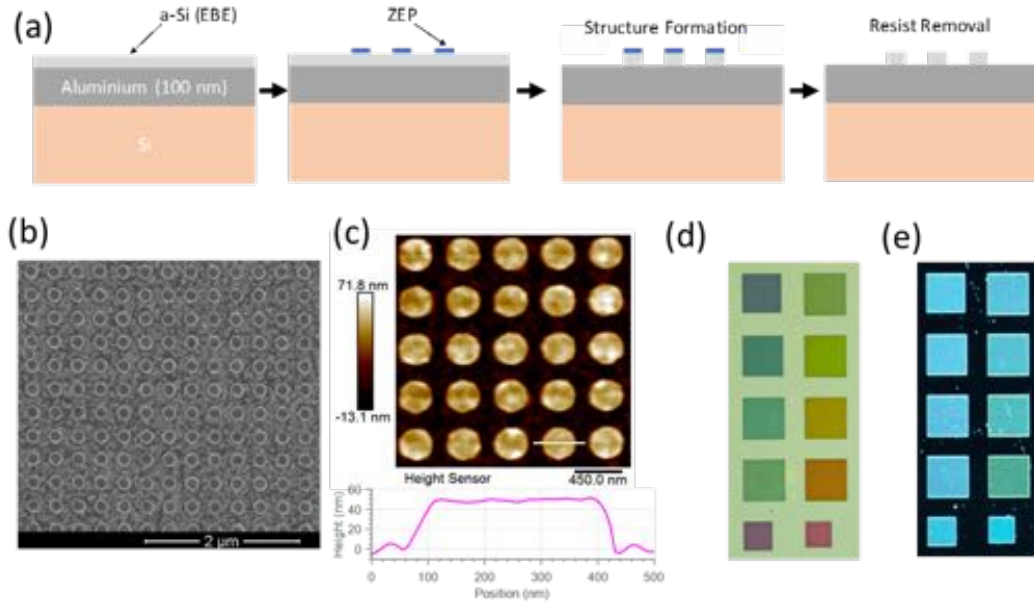 (a)
a-Si (EBE)
ZEP
Structure Formation
Resist Removal
Aluminium (100 nm)
Si
(b)
(c)
(d)
(e)
71.8 nm
-13.1 nm
Height Sensor
450.0 nm
2 μm
Height (nm)
60
40
20
0
0 100 200 300 400 500
Position (nm)